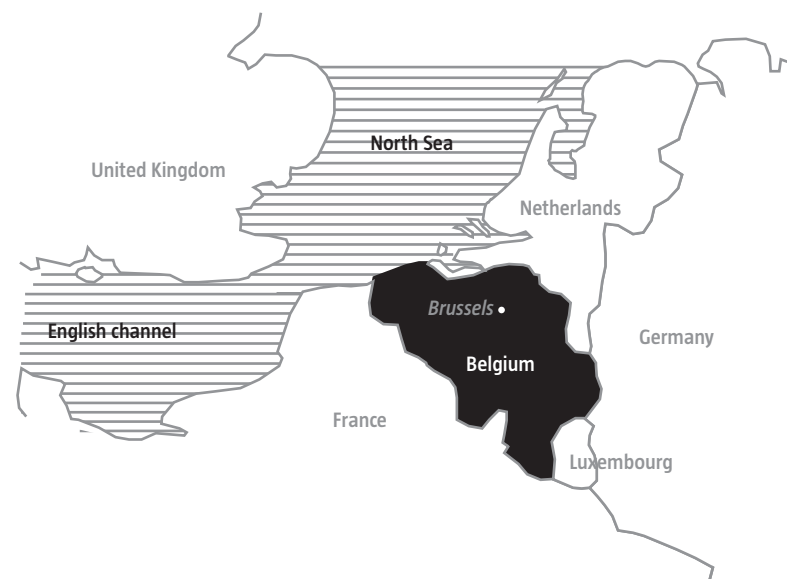 North Sea
United Kingdom
Netherlands
Brussels
English channel
Germany
Belgium
France
Luxembourg